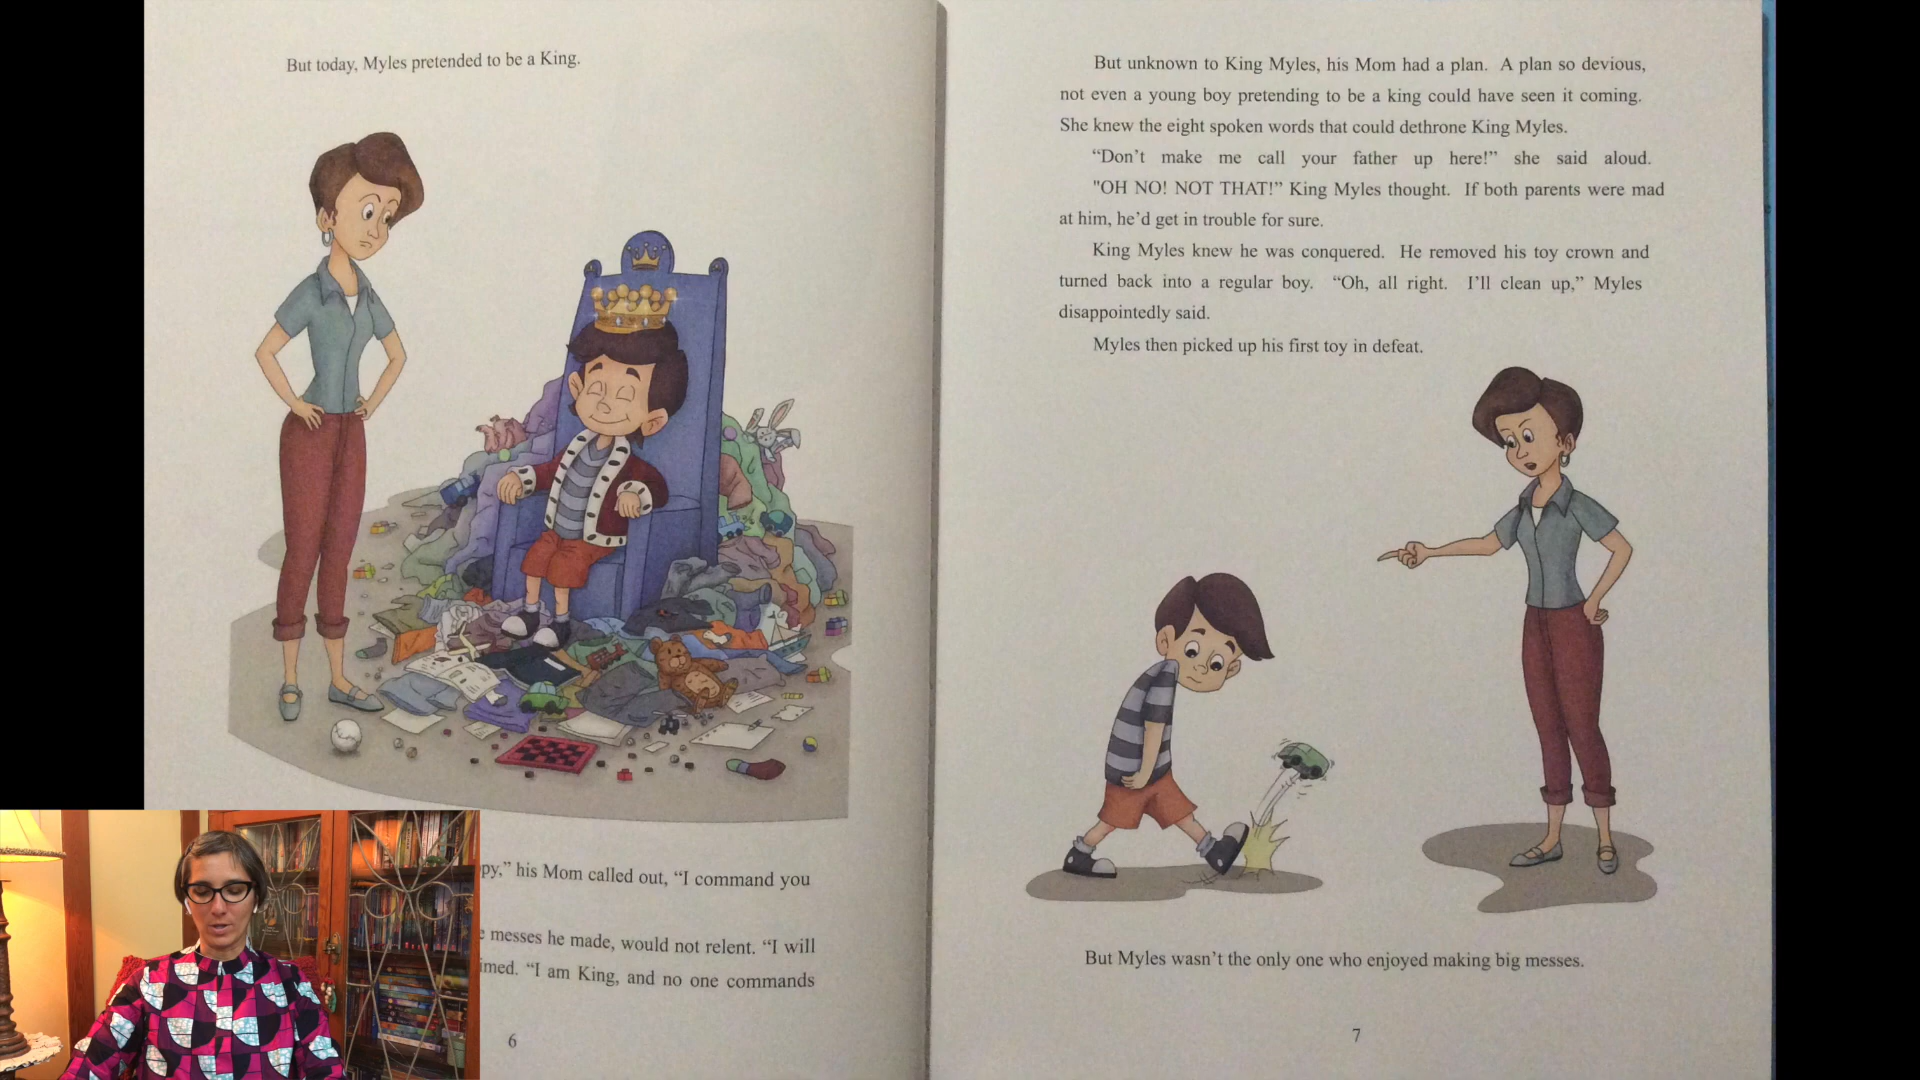 But today, Myles pretended to be a King.
his Mom called out, “I command you
messes he made, would not relent. “I will
“I am King, and no one commands
6
But unknown to King Myles, his Mom had a plan. A plan so devious,
not even a young boy pretending to be a king could have seen it coming.
She knew the eight spoken words that could dethrone King Myles.
“Don’t make me call your father up here!” she said aloud.
"OH NO! NOT THAT!” King Myles thought. If both parents were mad
at him, he’d get in trouble for sure.
King Myles knew he was conquered. He removed his toy crown and
turned back into a regular boy. “Oh, all right. I’ll clean up,” Myles
disappointedly said.
Myles then picked up his first toy in defeat.
But Myles wasn’t the only one who enjoyed making big messes.
7